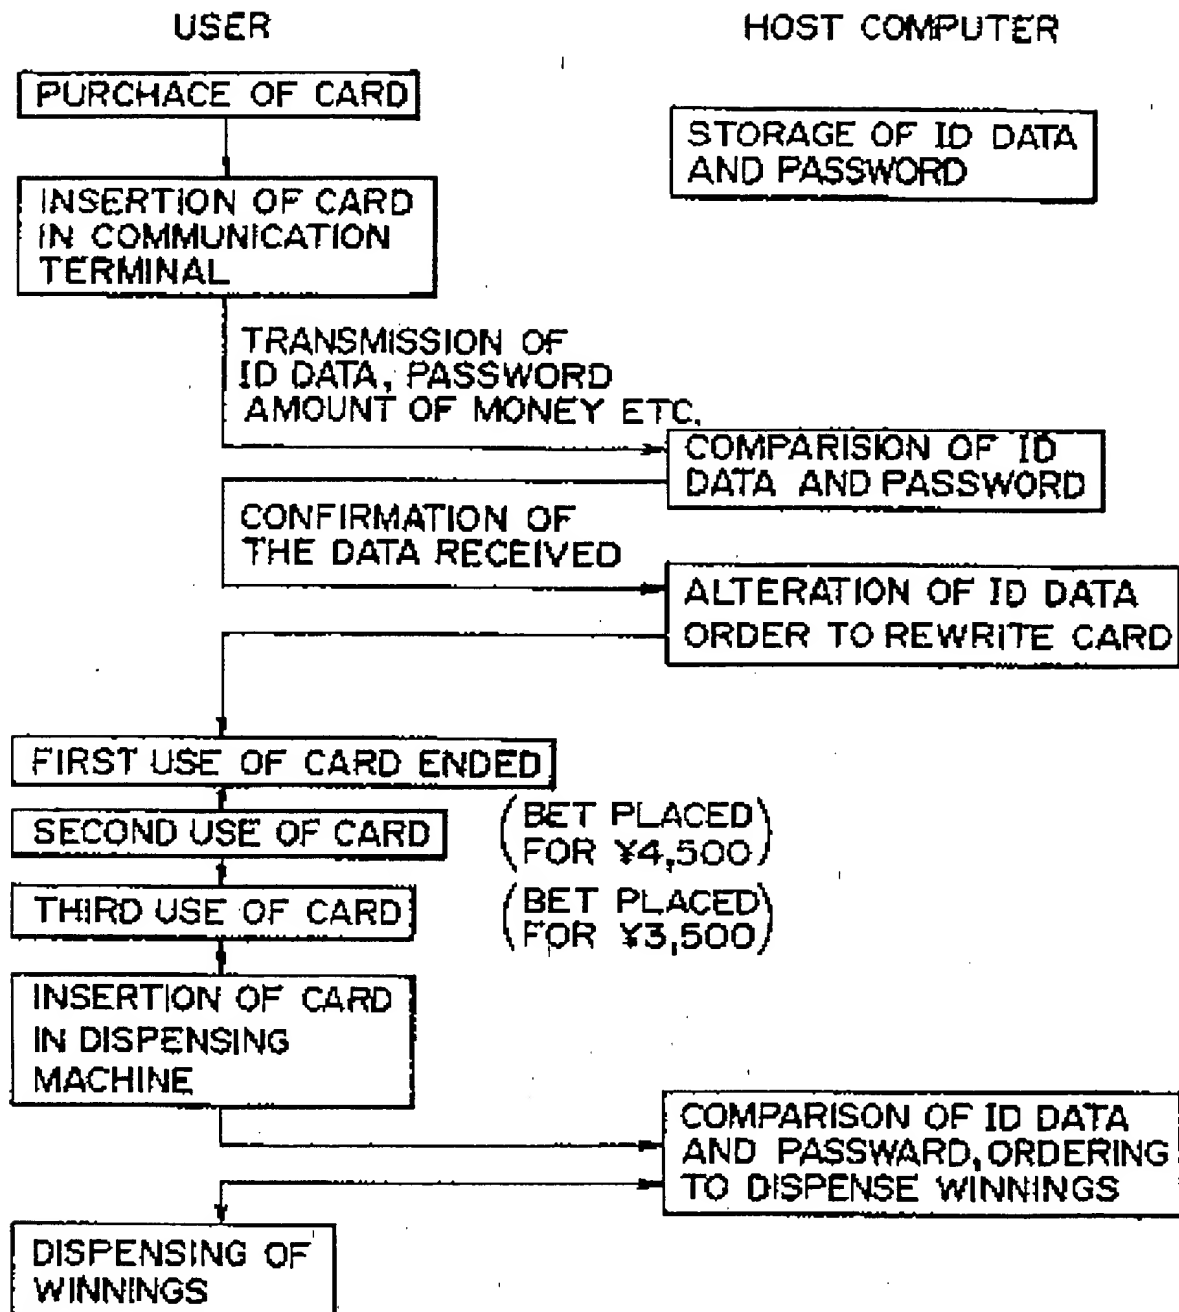 USER
HOST COMPUTER
PURCHACE OF CARD
STORAGE OF ID DATA
AND PASSWORD
INSERTION OF CARD
IN COMMUNICATION
TERMINAL
TRANSMISSION OF
ID DATA, PASSWORD
AMOUNT OF MONEY ETC.
COMPARISION OF ID
DATA AND PASSWORD
CONFIRMATION OF
THE DATA RECEIVED
ALTERATION OF ID DATA
ORDER TO REWRITE CARD
FIRST USE OF CARD ENDED
SECOND USE OF CARD
(BET PLACED
FOR ¥4,500)
THIRD USE OF CARD
(BET PLACED
FOR ¥3,500)
INSERTION OF CARD
IN DISPENSING
MACHINE
COMPARISON OF ID DATA
AND PASSWARD, ORDERING
TO DISPENSE WINNINGS
DISPENSING OF
WINNINGS